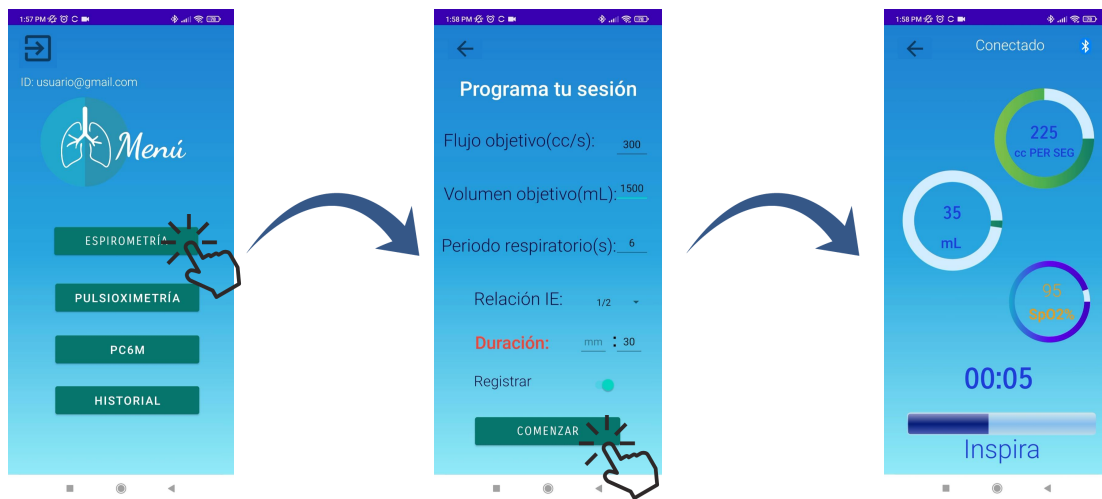 1:57 PM
ID: usuario@gmail.com
Menú
ESPIROMETRÍA
PULSIOXIMETRÍA
PC6M
HISTORIAL
1:58 PM
Programa tu sesión
Flujo objetivo(cc/s): 300
Volumen objetivo(mL): 1500
Periodo respiratorio(s): 6
Relación IE: 1/2
Duración: mm : 30
Registrar
COMENZAR
1:58 PM
Conectado
225
cc PER SEG
35
mL
95
SpO2%
00:05
Inspira